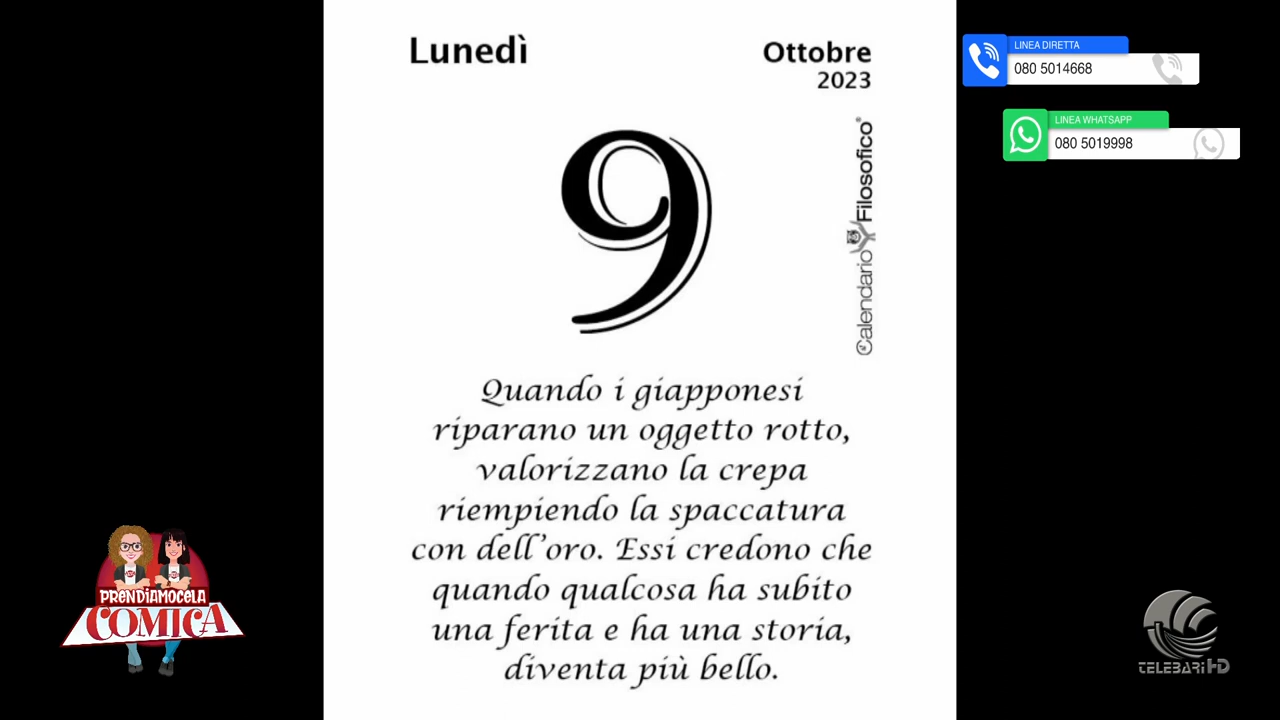 Lunedì
Ottobre
2023
9
Calendario Filosofico®
Quando i giapponesi
riparano un oggetto rotto,
valorizzano la crepa
riempiendo la spaccatura
con dell'oro. Essi credono che
quando qualcosa ha subito
una ferita e ha una storia,
diventa più bello.
LINEA DIRETTA
080 5014668
LINEA WHATSAPP
080 5019998
PRENDIAMOCELA
COMICA
TELEBARI HD